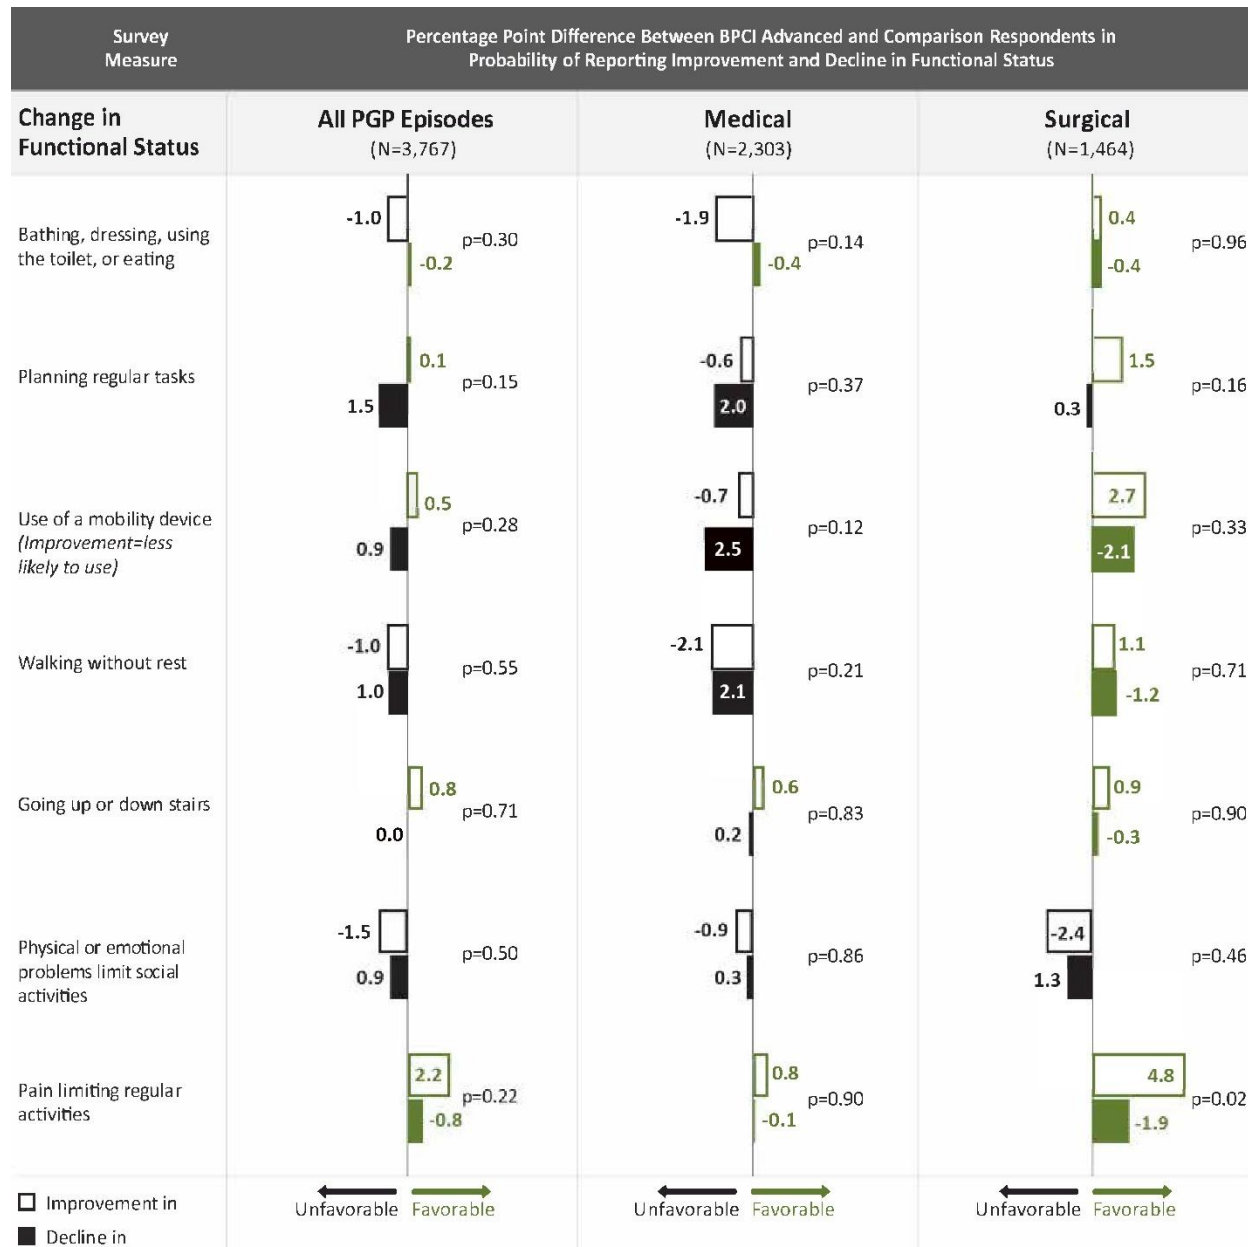 Survey
Measure
Percentage Point Difference Between BPCI Advanced and Comparison Respondents in
Probability of Reporting Improvement and Decline in Functional Status
Change in
Functional Status
All PGP Episodes
(N=3,767)
Medical
(N=2,303)
Surgical
(N=1,464)
Bathing, dressing, using
the toilet, or eating
-1.0
-0.2
p=0.30
-1.9
-0.4
p=0.14
0.4
-0.4
p=0.96
Planning regular tasks
0.1
1.5
p=0.15
-0.6
2.0
p=0.37
1.5
0.3
p=0.16
Use of a mobility device
(Improvement=less
likely to use)
0.5
0.9
p=0.28
-0.7
2.5
p=0.12
2.7
-2.1
p=0.33
Walking without rest
-1.0
1.0
p=0.55
-2.1
2.1
p=0.21
1.1
-1.2
p=0.71
Going up or down stairs
0.8
0.0
p=0.71
0.6
0.2
p=0.83
0.9
-0.3
p=0.90
Physical or emotional
problems limit social
activities
-1.5
0.9
p=0.50
-0.9
0.3
p=0.86
-2.4
1.3
p=0.46
Pain limiting regular
activities
2.2
-0.8
p=0.22
0.8
-0.1
p=0.90
4.8
-1.9
p=0.02
Improvement in
Decline in
Unfavorable Favorable
Unfavorable Favorable
Unfavorable Favorable